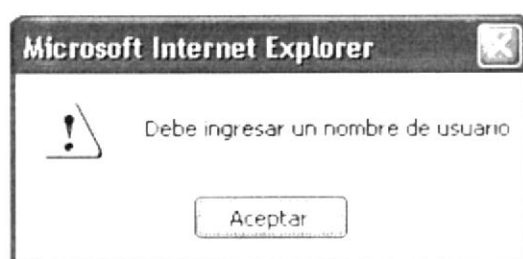 Microsoft Internet Explorer
Debe ingresar un nombre de usuario
Aceptar